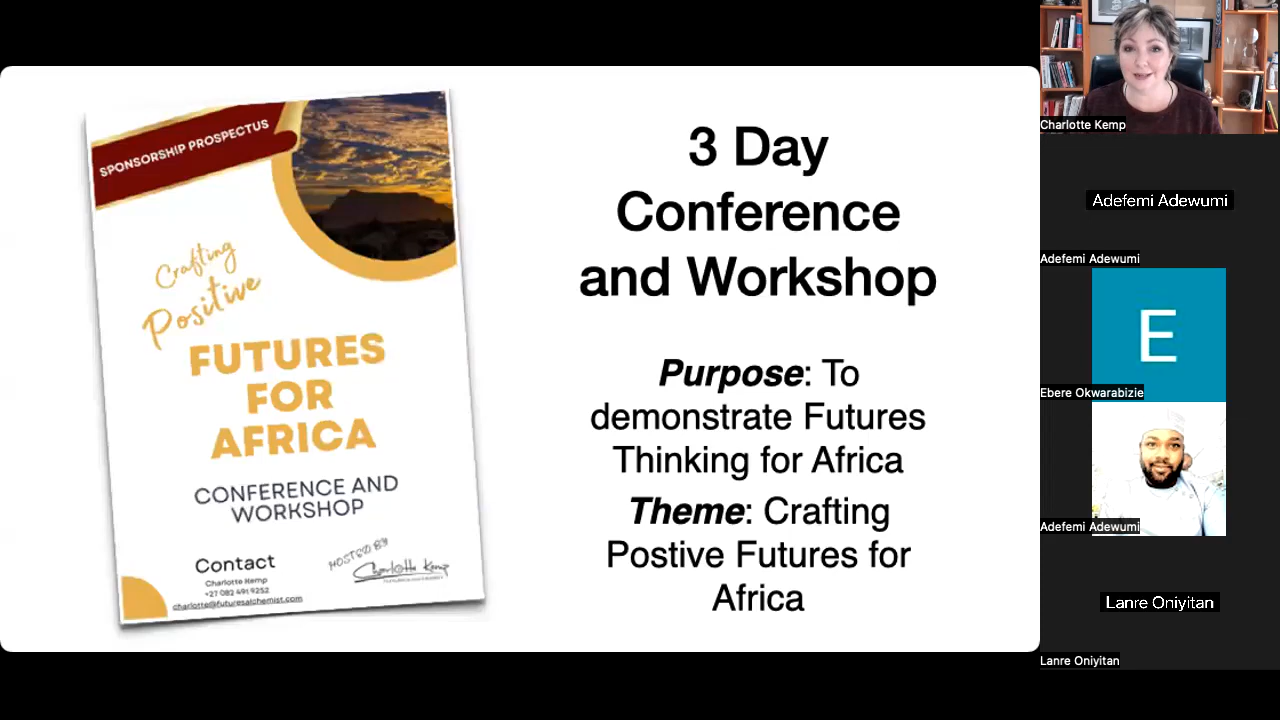 SPONSORSHIP PROSPECTUS
Crafting
Positive
FUTURES
FOR
AFRICA
CONFERENCE AND
WORKSHOP
Contact
Charlotte Kemp
+27 082 491 9252
charlotte@futuresalchemist.com
HOSTED BY
Charlotte Kemp
3 Day
Conference
and Workshop
Purpose: To
demonstrate Futures
Thinking for Africa
Theme: Crafting
Postive Futures for
Africa
Charlotte Kemp
Adefemi Adewumi
Adefemi Adewumi
E
Ebere Okwarabizie
Adefemi Adewumi
Lanre Oniyitan
Lanre Oniyitan